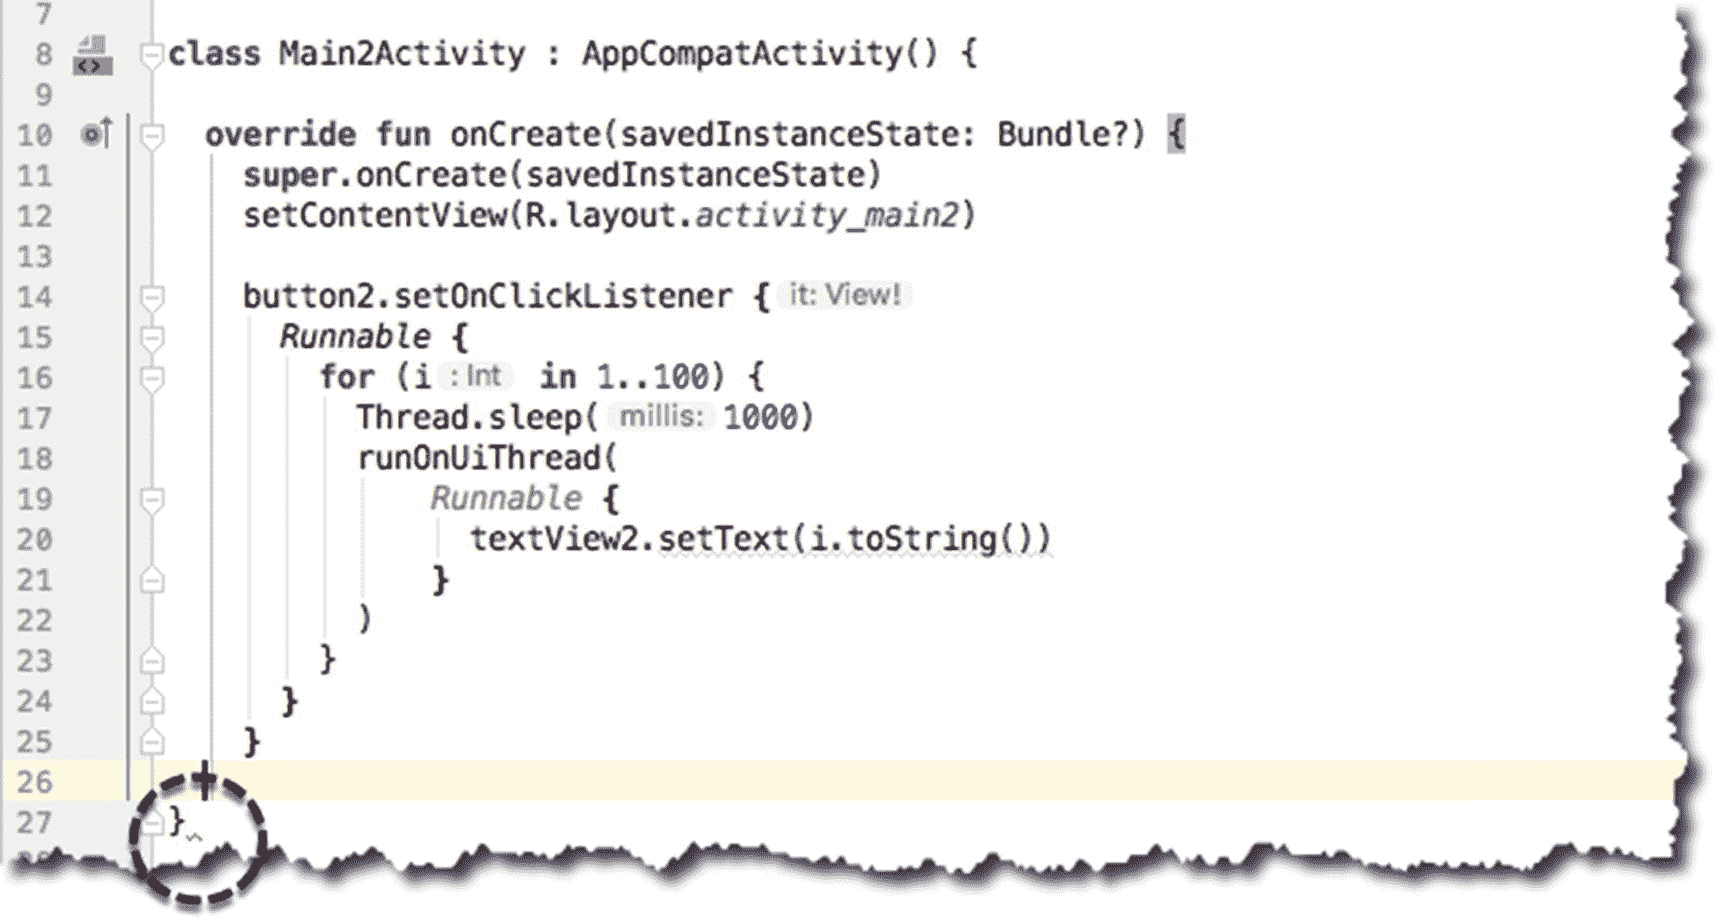 7
8 <> class Main2Activity : AppCompatActivity() {
9
10 override fun onCreate(savedInstanceState: Bundle?) {
11 super.onCreate(savedInstanceState)
12 setContentView(R.layout.activity_main2)
13
14 button2.setOnClickListener { it: View!
15 Runnable {
16 for (i : Int in 1..100) {
17 Thread.sleep( millis: 1000)
18 runOnUiThread(
19 Runnable {
20 textView2.setText(i.toString())
21 }
22 )
23 }
24 }
25 }
26
27 }